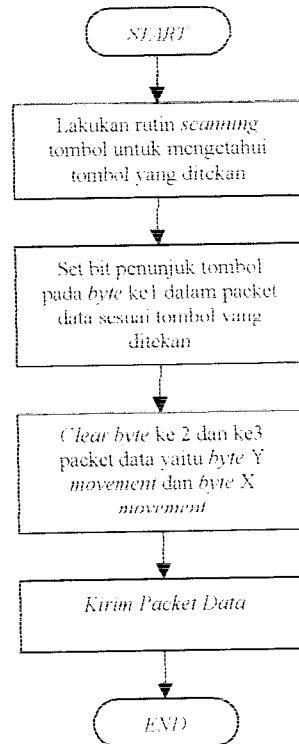 START
Lakukan rutin scanning
tombol untuk mengetahui
tombol yang ditekan
Set bit penunjuk tombol
pada byte ke1 dalam packet
data sesuai tombol yang
ditekan
Clear byte ke 2 dan ke3
packet data yaitu byte Y
movement dan byte X
movement
Kirim Packet Data
END